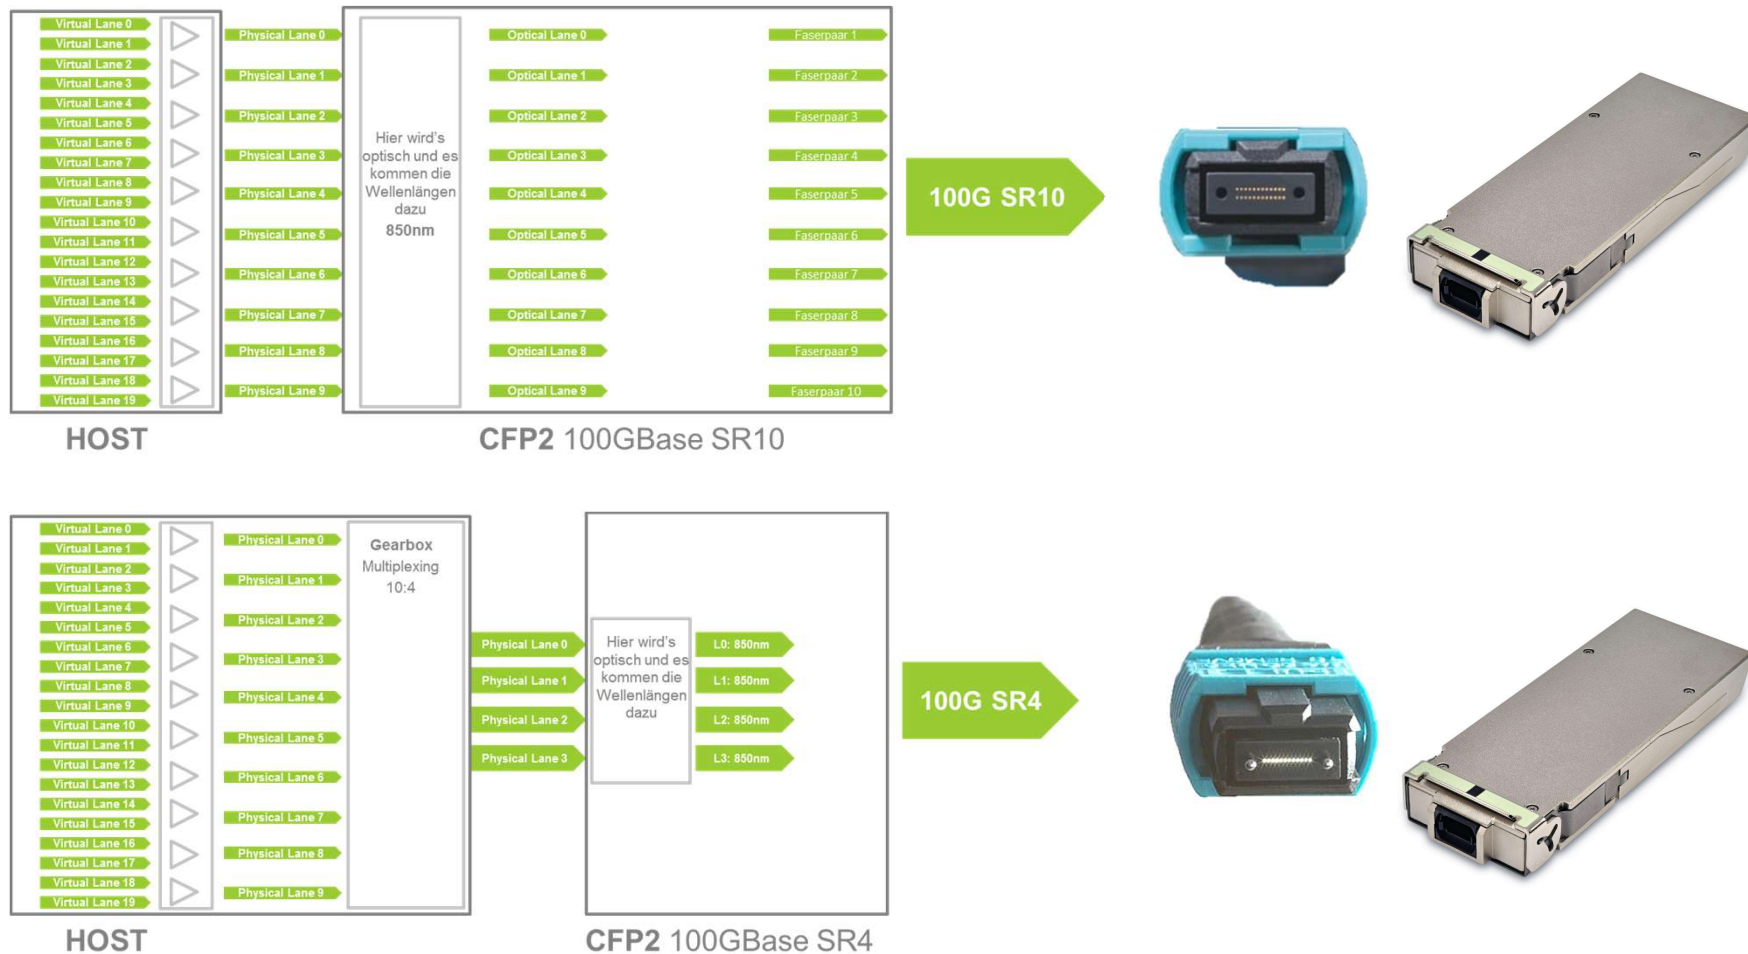 Virtual Lane 0
Virtual Lane 1
Virtual Lane 2
Virtual Lane 3
Virtual Lane 4
Virtual Lane 5
Virtual Lane 6
Virtual Lane 7
Virtual Lane 8
Virtual Lane 9
Virtual Lane 10
Virtual Lane 11
Virtual Lane 12
Virtual Lane 13
Virtual Lane 14
Virtual Lane 15
Virtual Lane 16
Virtual Lane 17
Virtual Lane 18
Virtual Lane 19
Physical Lane 0
Physical Lane 1
Physical Lane 2
Physical Lane 3
Physical Lane 4
Physical Lane 5
Physical Lane 6
Physical Lane 7
Physical Lane 8
Physical Lane 9
Hier wird's
optisch und es
kommen die
Wellenlängen
dazu
850nm
Optical Lane 0
Optical Lane 1
Optical Lane 2
Optical Lane 3
Optical Lane 4
Optical Lane 5
Optical Lane 6
Optical Lane 7
Optical Lane 8
Optical Lane 9
Faserpaar 1
Faserpaar 2
Faserpaar 3
Faserpaar 4
Faserpaar 5
Faserpaar 6
Faserpaar 7
Faserpaar 8
Faserpaar 9
Faserpaar 10
100G SR10
HOST
CFP2 100GBase SR10
Virtual Lane 0
Virtual Lane 1
Virtual Lane 2
Virtual Lane 3
Virtual Lane 4
Virtual Lane 5
Virtual Lane 6
Virtual Lane 7
Virtual Lane 8
Virtual Lane 9
Virtual Lane 10
Virtual Lane 11
Virtual Lane 12
Virtual Lane 13
Virtual Lane 14
Virtual Lane 15
Virtual Lane 16
Virtual Lane 17
Virtual Lane 18
Virtual Lane 19
Physical Lane 0
Physical Lane 1
Physical Lane 2
Physical Lane 3
Physical Lane 4
Physical Lane 5
Physical Lane 6
Physical Lane 7
Physical Lane 8
Physical Lane 9
Gearbox
Multiplexing
10:4
Physical Lane 0
Physical Lane 1
Physical Lane 2
Physical Lane 3
Hier wird's
optisch und es
kommen die
Wellenlängen
dazu
L0: 850nm
L1: 850nm
L2: 850nm
L3: 850nm
100G SR4
HOST
CFP2 100GBase SR4